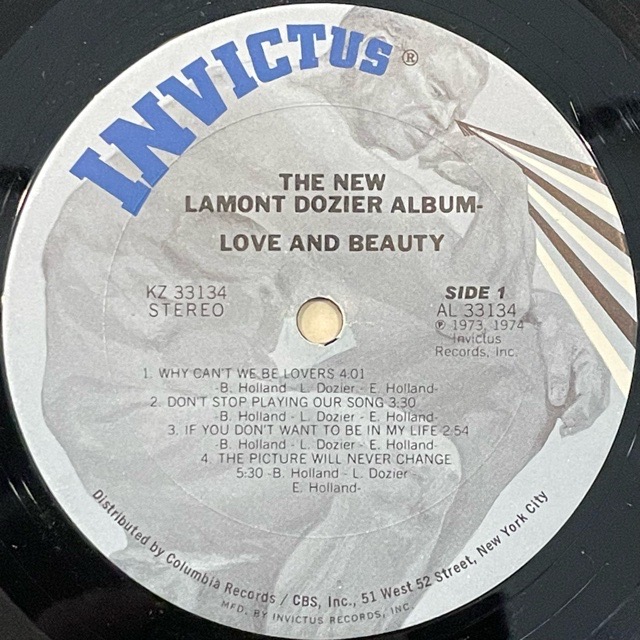 INVICTUS®
THE NEW
LAMONT DOZIER ALBUM-
LOVE AND BEAUTY
KZ 33134
STEREO
SIDE 1
AL 33134
℗ 1973, 1974
Invictus
Records, Inc.
1. WHY CAN'T WE BE LOVERS 4:01
-B. Holland - L. Dozier - E. Holland-
2. DON'T STOP PLAYING OUR SONG 3:30
-B. Holland - L. Dozier - E. Holland-
3. IF YOU DON'T WANT TO BE IN MY LIFE 2:54
-B. Holland - L. Dozier - E. Holland-
4. THE PICTURE WILL NEVER CHANGE
5:30 -B. Holland - L. Dozier -
E. Holland-
Distributed by Columbia Records / CBS, Inc., 51 West 52 Street, New York City
MFD. BY INVICTUS RECORDS, INC.